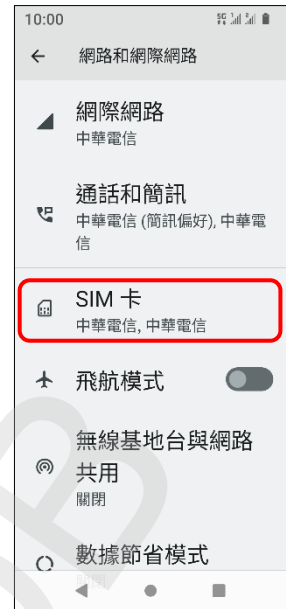 10:00
5G
網路和網際網路
網際網路
中華電信
通話和簡訊
中華電信 (簡訊偏好), 中華電
信
SIM 卡
中華電信, 中華電信
飛航模式
無線基地台與網路
共用
關閉
數據節省模式